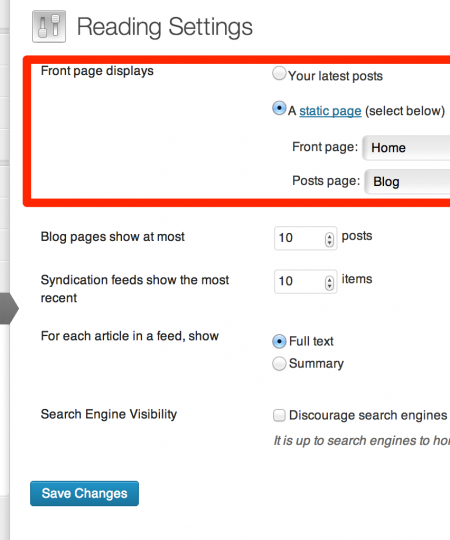 Reading Settings
Front page displays
Your latest posts
A static page (select below)
Front page: Home
Posts page: Blog
Blog pages show at most 10 posts
Syndication feeds show the most 10 items
recent
For each article in a feed, show
Full text
Summary
Search Engine Visibility Discourage search engines
It is up to search engines to
Save Changes